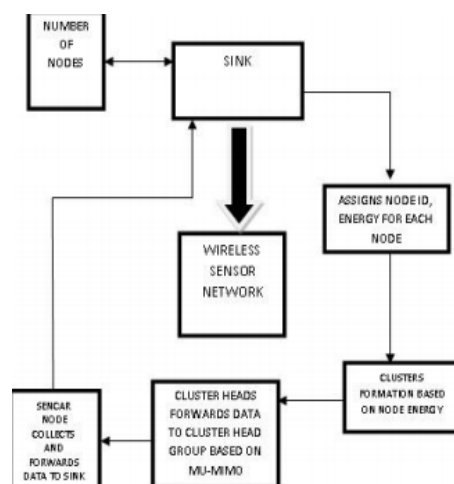 NUMBER
OF
NODES
SINK
ASSIGNS NODE ID,
ENERGY FOR EACH
NODE
WIRELESS
SENSOR
NETWORK
CLUSTERS
FORMATION BASED
ON NODE ENERGY
CLUSTER HEADS
FORWARDS DATA
TO CLUSTER HEAD
GROUP BASED ON
MU-MIMO
SENCAR
NODE
COLLECTS
AND
FORWARDS
DATA TO SINK